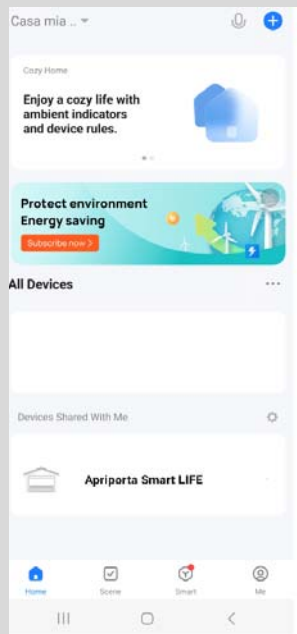 Casa mia ..
Cozy Home
Enjoy a cozy life with
ambient indicators
and device rules.
Protect environment
Energy saving
Subscribe now >
All Devices
Devices Shared With Me
Apriporta Smart LIFE
Home
Scene
Smart
Me